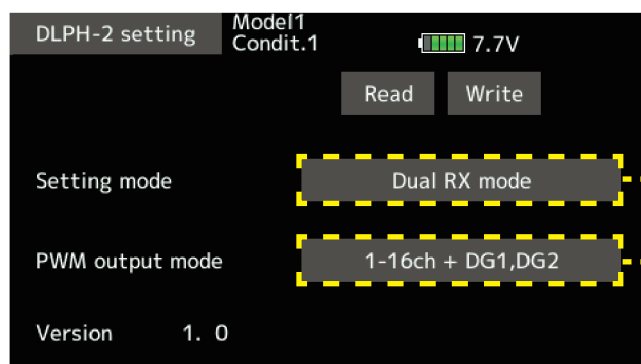 DLPH-2 setting
Model1
Condit.1
7.7V
Read Write
Setting mode Dual RX mode
PWM output mode 1-16ch + DG1,DG2
Version 1. 0